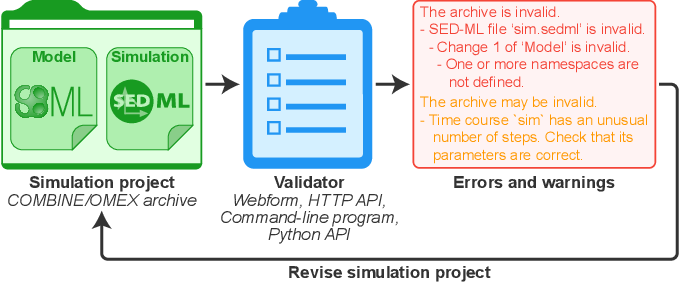 Model
Simulation
SBML
SED ML
The archive is invalid.
- SED-ML file 'sim.sedml' is invalid.
- Change 1 of 'Model' is invalid.
- One or more namespaces are
not defined.
The archive may be invalid.
- Time course `sim` has an unusual
number of steps. Check that its
parameters are correct.
Simulation project
COMBINE/OMEX archive
Validator
Webform, HTTP API,
Command-line program,
Python API
Errors and warnings
Revise simulation project